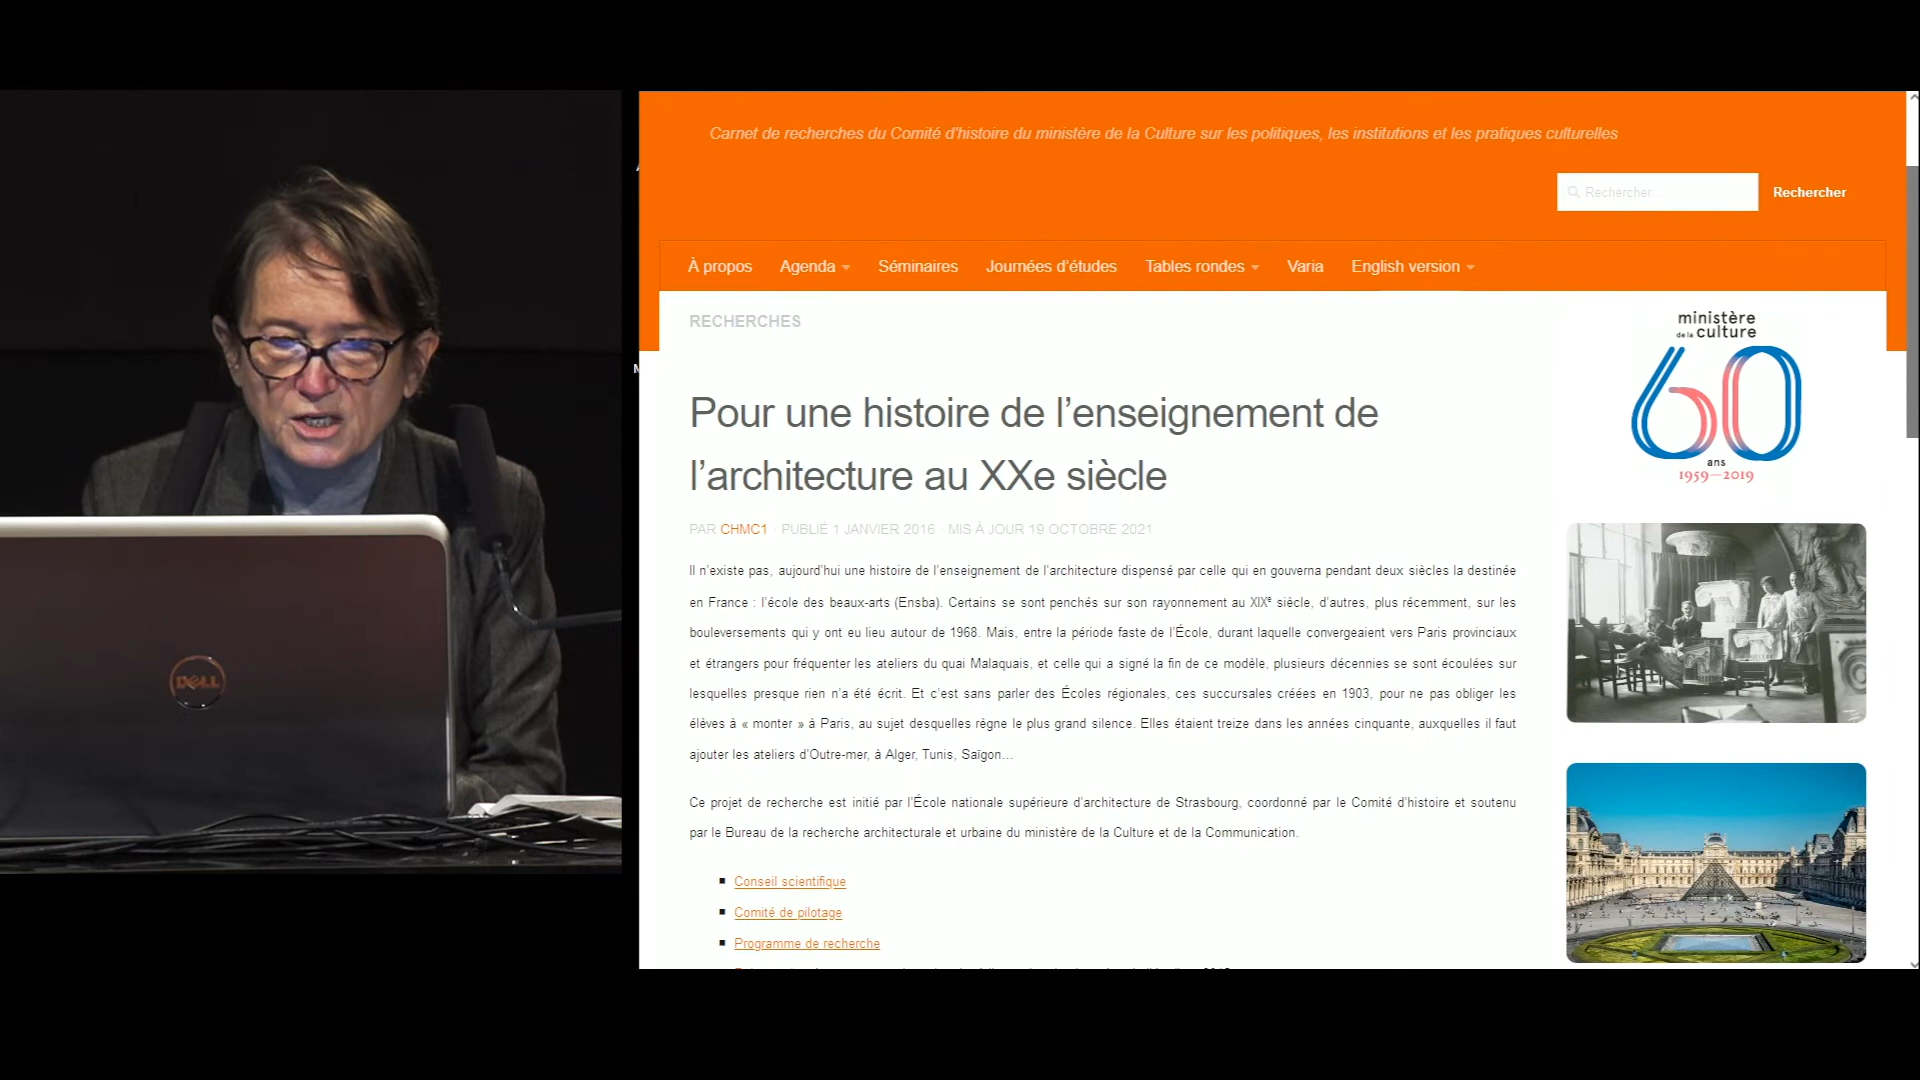 Carnet de recherches du Comité d'histoire du ministère de la Culture sur les politiques, les institutions et les pratiques culturelles
Rechercher…
Rechercher
À propos
Agenda
Séminaires
Journées d'études
Tables rondes
Varia
English version
RECHERCHES
Pour une histoire de l'enseignement de
l'architecture au XXe siècle
PAR CHMC1 · PUBLIÉ 1 JANVIER 2016 · MIS À JOUR 19 OCTOBRE 2021
Il n'existe pas, aujourd'hui une histoire de l'enseignement de l'architecture dispensé par celle qui en gouverna pendant deux siècles la destinée
en France : l'école des beaux-arts (Ensba). Certains se sont penchés sur son rayonnement au XIXe siècle, d'autres, plus récemment, sur les
bouleversements qui y ont eu lieu autour de 1968. Mais, entre la période faste de l'École, durant laquelle convergeaient vers Paris provinciaux
et étrangers pour fréquenter les ateliers du quai Malaquais, et celle qui a signé la fin de ce modèle, plusieurs décennies se sont écoulées sur
lesquelles presque rien n'a été écrit. Et c'est sans parler des Écoles régionales, ces succursales créées en 1903, pour ne pas obliger les
élèves à « monter » à Paris, au sujet desquelles règne le plus grand silence. Elles étaient treize dans les années cinquante, auxquelles il faut
ajouter les ateliers d'Outre-mer, à Alger, Tunis, Saïgon…
Ce projet de recherche est initié par l'École nationale supérieure d'architecture de Strasbourg, coordonné par le Comité d'histoire et soutenu
par le Bureau de la recherche architecturale et urbaine du ministère de la Culture et de la Communication.
Conseil scientifique
Comité de pilotage
Programme de recherche
ministère
de la culture
60
ans
1959—2019
DELL